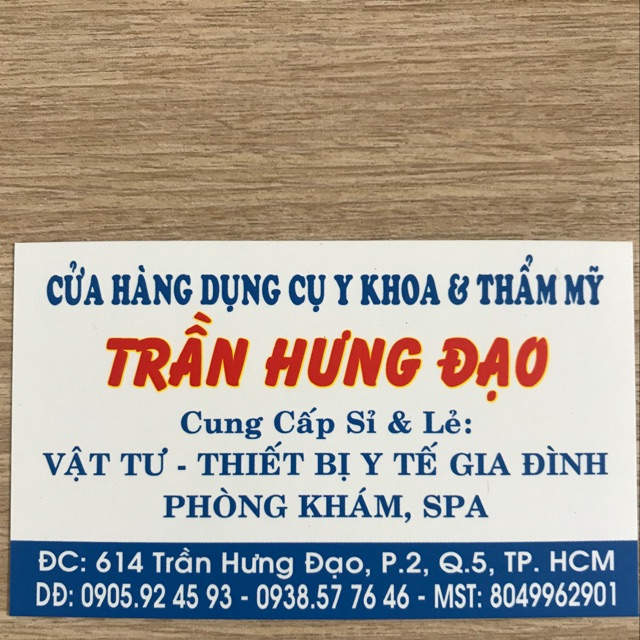 CỬA HÀNG DỤNG CỤ Y KHOA & THẨM MỸ
TRẦN HƯNG ĐẠO
Cung Cấp Sỉ & Lẻ:
VẬT TƯ - THIẾT BỊ Y TẾ GIA ĐÌNH
PHÒNG KHÁM, SPA
ĐC: 614 Trần Hưng Đạo, P.2, Q.5, TP. HCM
DĐ: 0905.92 45 93 - 0938.57 76 46 - MST: 8049962901